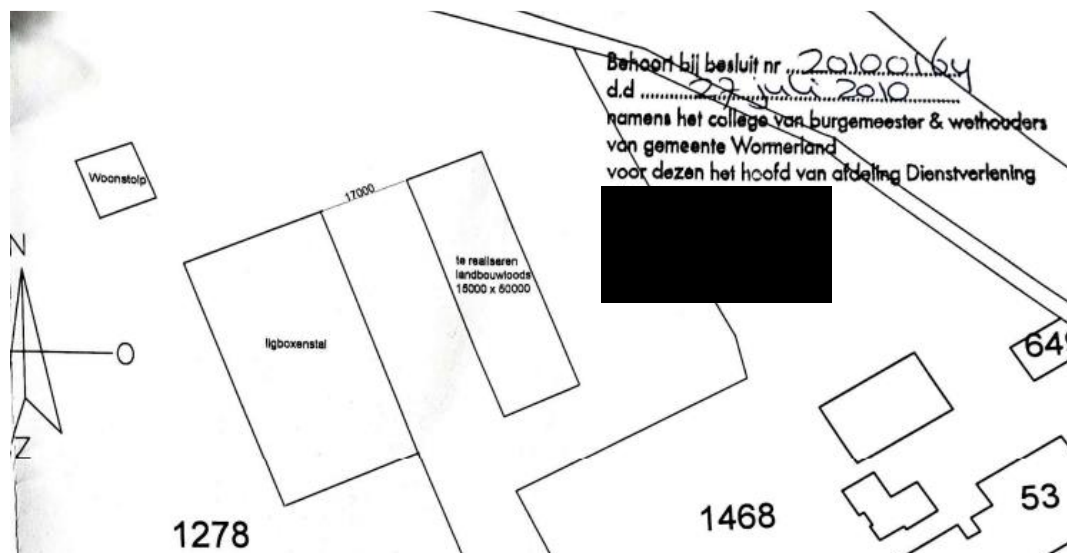 Behoort bij besluit nr 20100164
d.d 27 juli 2010
namens het college van burgemeester & wethouders
van gemeente Wormerland
voor dezen het hoofd van afdeling Dienstverlening
Woonstolp
17000
te realiseren
landbouwloods
15000 x 50000
ligboxenstal
N
O
Z
649
53
1468
1278